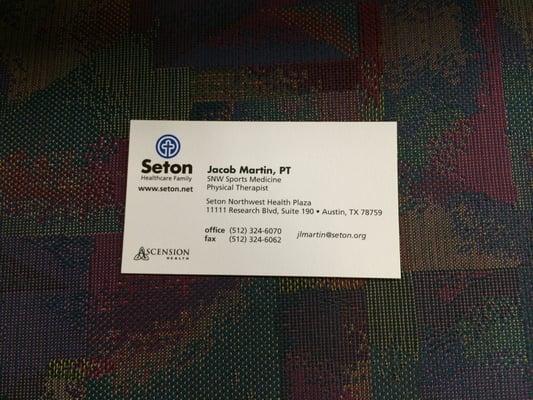 Seton
Healthcare Family
www.seton.net
Jacob Martin, PT
SNW Sports Medicine
Physical Therapist
Seton Northwest Health Plaza
11111 Research Blvd, Suite 190 • Austin, TX 78759
office (512) 324-6070 jlmartin@seton.org
fax (512) 324-6062
ASCENSION
HEALTH